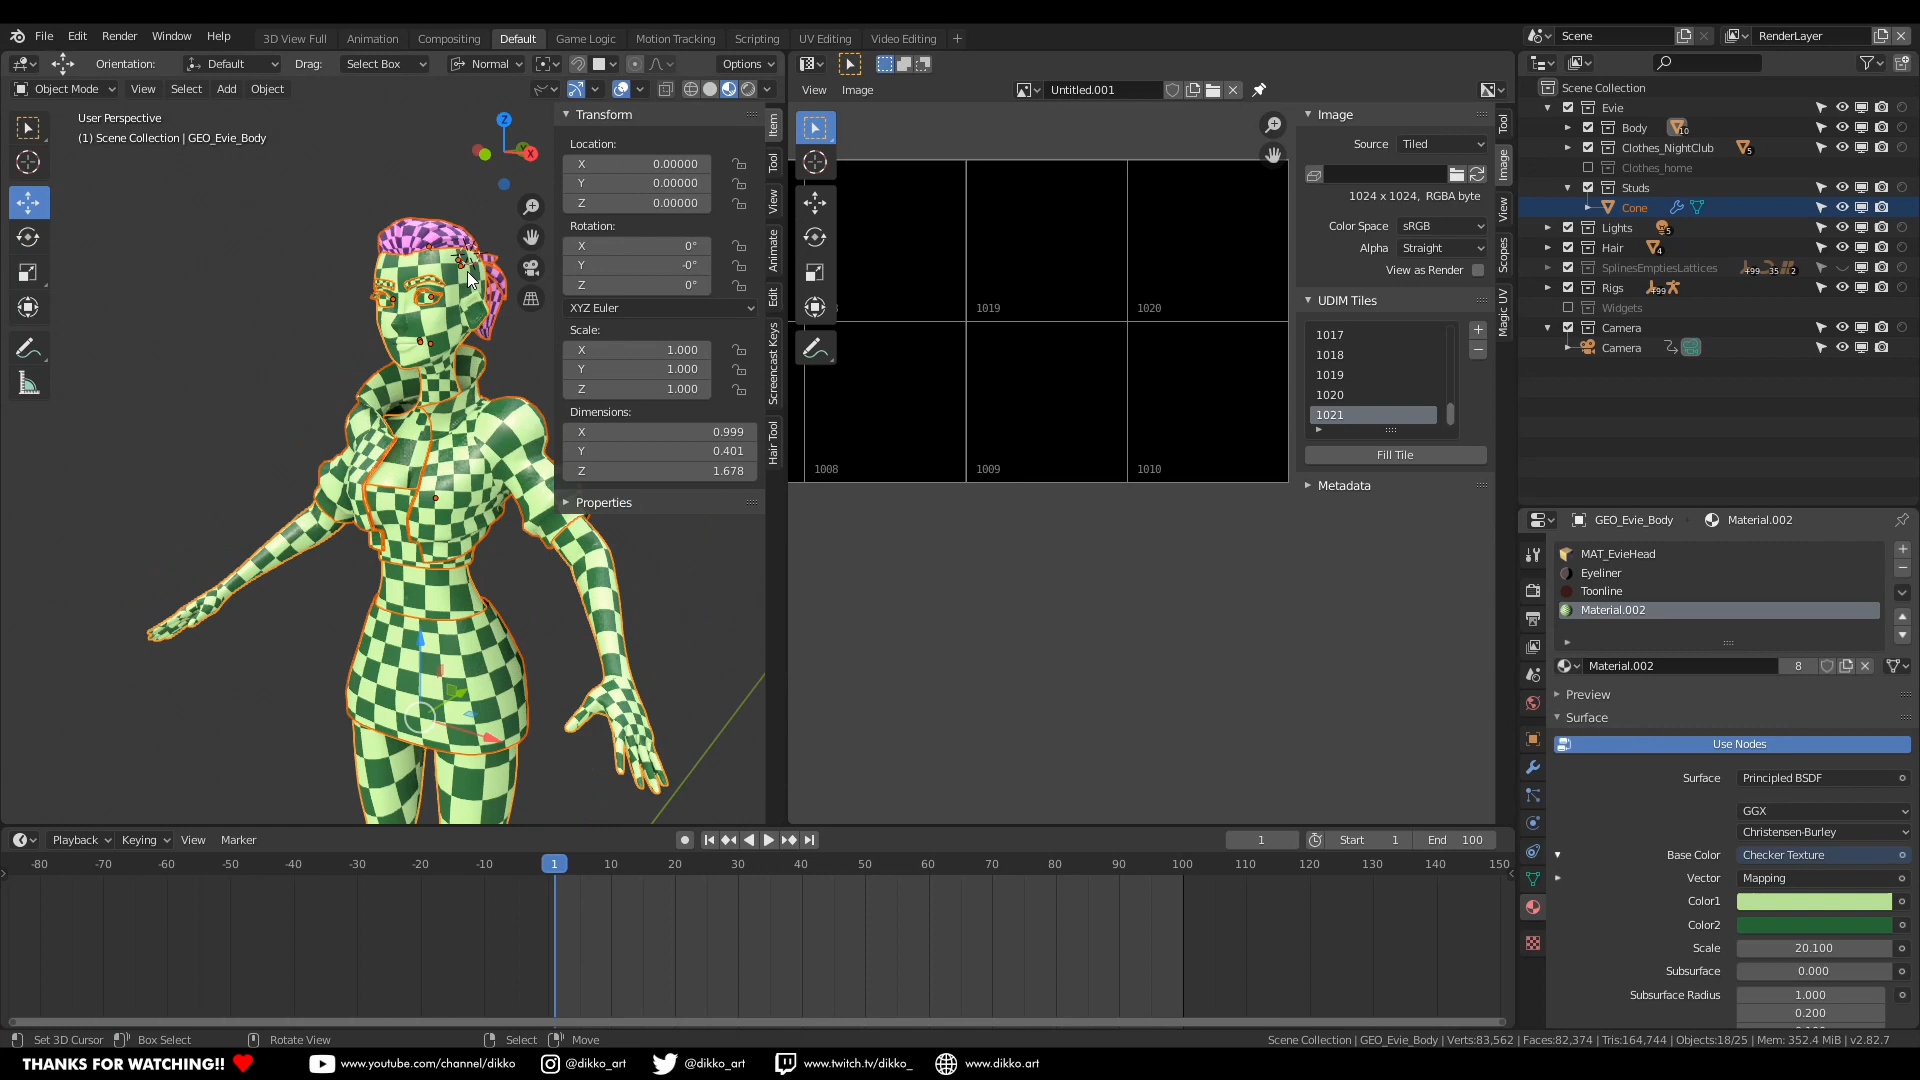 File Edit Render Window Help 3D View Full Animation Compositing Default Game Logic Motion Tracking Scripting UV Editing Video Editing + Scene RenderLayer
Orientation: Default Drag: Select Box Normal Options
Object Mode View Select Add Object
View Image Untitled.001
User Perspective
(1) Scene Collection | GEO_Evie_Body
Z
X
Transform
Location:
X 0.00000
Y 0.00000
Z 0.00000
Rotation:
X 0°
Y -0°
Z 0°
XYZ Euler
Scale:
X 1.000
Y 1.000
Z 1.000
Dimensions:
X 0.999
Y 0.401
Z 1.678
Properties
Item
Tool
View
Animate
Edit
Screencast Keys
Hair Tool
1019 1020
1008 1009 1010
Image
Source Tiled
1024 x 1024, RGBA byte
Color Space sRGB
Alpha Straight
View as Render
UDIM Tiles
1017
1018
1019
1020
1021
Fill Tile
Metadata
Tool
Image
View
Scopes
Magic UV
Scene Collection
Evie
Body 10
Clothes_NightClub 5
Clothes_home
Studs
Cone
Lights 5
Hair 4
SplinesEmptiesLattices +99 35 2
Rigs +99
Widgets
Camera
Camera
GEO_Evie_Body Material.002
MAT_EvieHead
Eyeliner
Toonline
Material.002
Material.002 8
Preview
Surface
Use Nodes
Surface Principled BSDF
GGX
Christensen-Burley
Base Color Checker Texture
Vector Mapping
Color1
Color2
Scale 20.100
Subsurface 0.000
Subsurface Radius 1.000
0.200
Playback Keying View Marker 1 Start 1 End 100
-80 -70 -60 -50 -40 -30 -20 -10 1 10 20 30 40 50 60 70 80 90 100 110 120 130 140 150
Set 3D Cursor Box Select Rotate View Select Move Scene Collection | GEO_Evie_Body | Verts:83,562 | Faces:82,374 | Tris:164,744 | Objects:18/25 | Mem: 352.4 MiB | v2.82.7
THANKS FOR WATCHING!! www.youtube.com/channel/dikko @dikko_art @dikko_art www.twitch.tv/dikko_ www.dikko.art